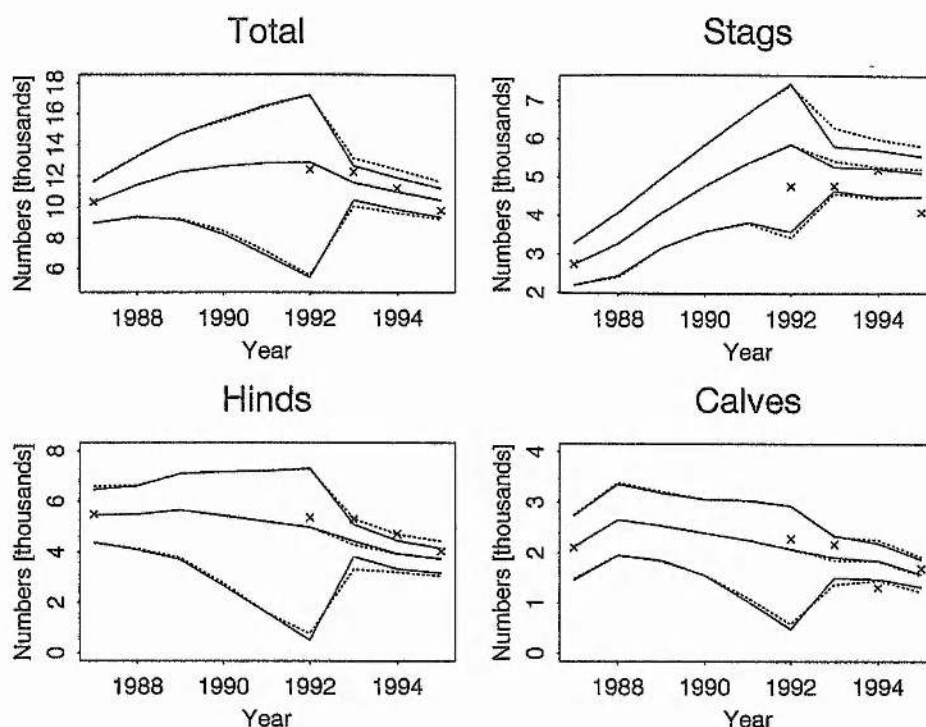 Total
Numbers [thousands]
6 8 10 12 14 16 18
1988 1990 1992 1994
Year
Stags
Numbers [thousands]
2 3 4 5 6 7
1988 1990 1992 1994
Year
Hinds
Numbers [thousands]
0 2 4 6 8
1988 1990 1992 1994
Year
Calves
Numbers [thousands]
0 1 2 3 4
1988 1990 1992 1994
Year